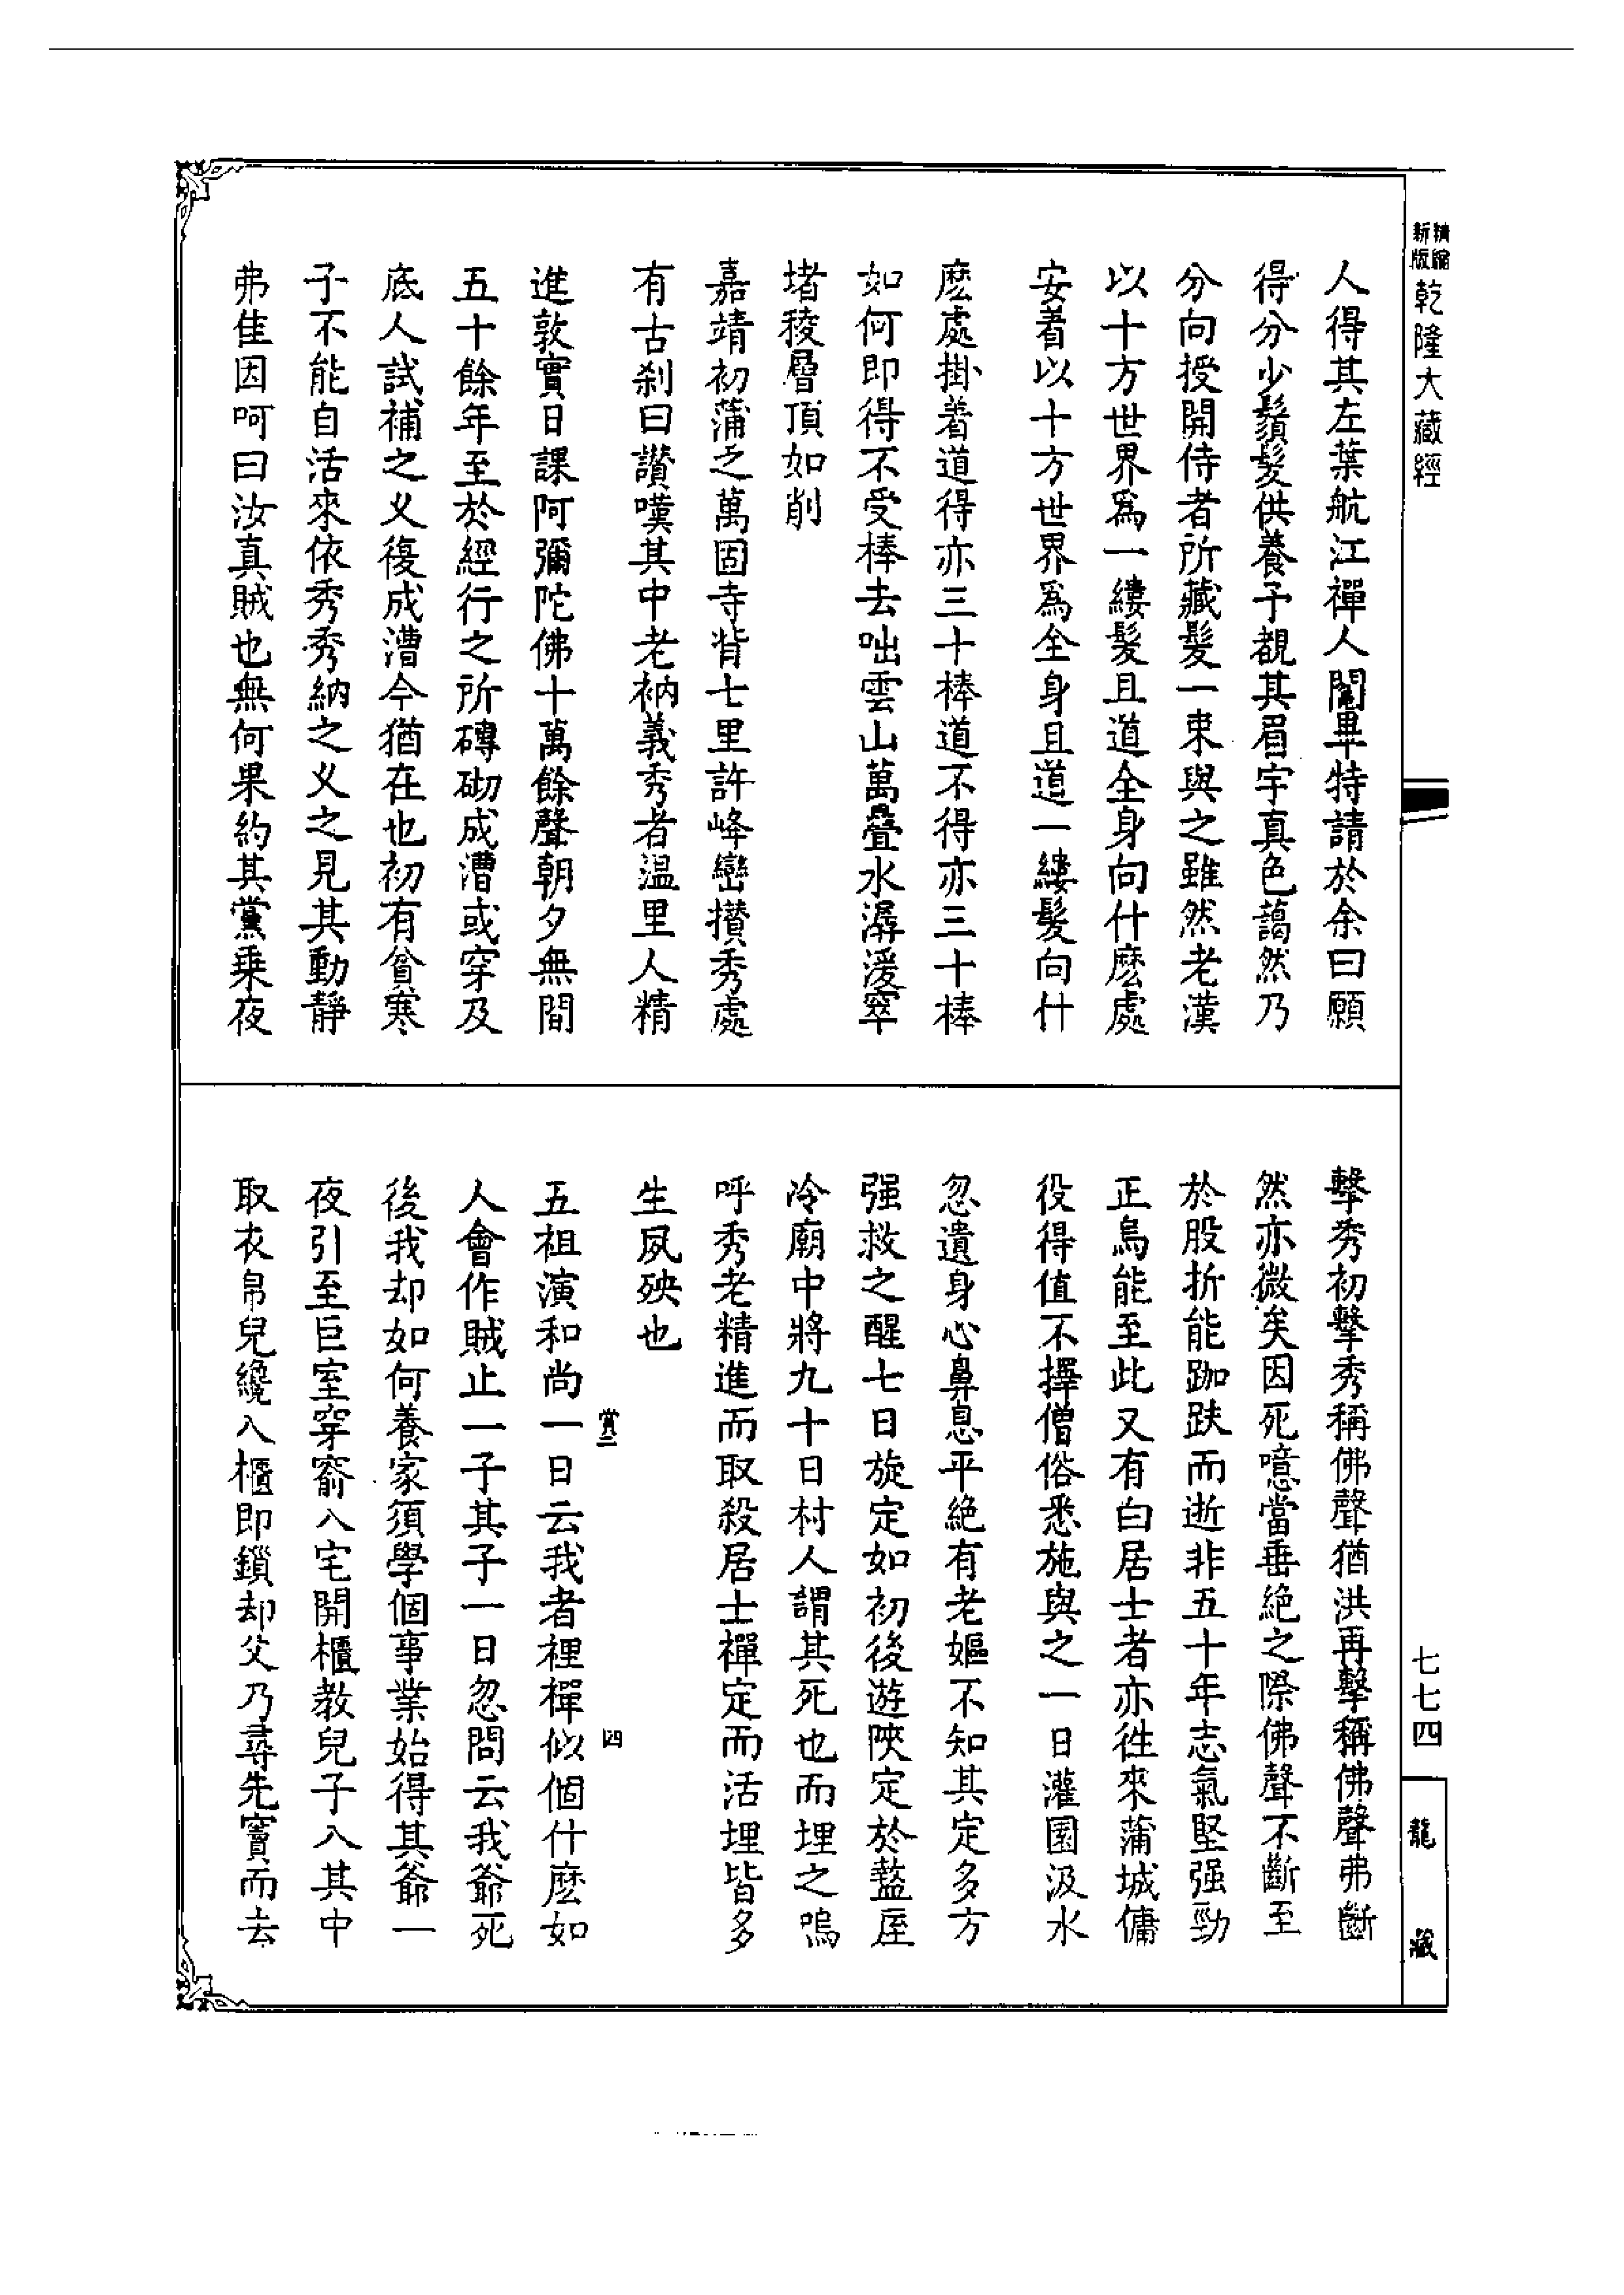 精縮
新版
乾隆大藏經
人得其左葉航江禪人閣畢特請於余曰願
得分少鬚髮供養予覩其眉宇真色藹然乃
分向授開侍者所藏髮一束與之雖然老漢
以十方世界爲一縷髮且道全身向什麽處
安着以十方世界爲全身且道一縷髮向什
麽處掛着道得亦三十棒道不得亦三十棒
如何即得不受棒去咄雲山萬疊水潺湲窣
堵稜層頂如削
嘉靖初蒲之萬固寺背七里許峰巒攅秀處
有古刹曰讚嘆其中老衲義秀者温里人精
進敦實日課阿彌陀佛十萬餘聲朝夕無間
五十餘年至於經行之所磚砌成漕或穿及
底人試補之乂復成漕今猶在也初有貧寒
子不能自活來依秀秀納之乂之見其動靜
弗佳因呵曰汝真賊也無何果約其黨乗夜
擊秀初擊秀稱佛聲猶洪再擊稱佛聲弗斷
然亦微矣因死噫當垂絶之際佛聲不斷至
於股折能跏趺而逝非五十年志氣堅强勁
正烏能至此又有白居士者亦徃來蒲城傭
役得值不擇僧俗悉施與之一日灌園汲水
忽遺身心鼻息平絶有老嫗不知其定多方
强救之醒七日旋定如初後遊陜定於盩厔
冷廟中將九十日村人謂其死也而埋之嗚
呼秀老精進而取殺居士禪定而活埋皆多
生夙殃也
五祖演和尚一日云我者裡禪似個什麽如
人會作賊止一子其子一日忽問云我爺死
後我却如何養家須學個事業始得其爺一
夜引至巨室穿窬入宅開櫃教兒子入其中
取衣帛兒纔入櫃即鎖却父乃尋先竇而去
賞二
四
七七四
龍藏